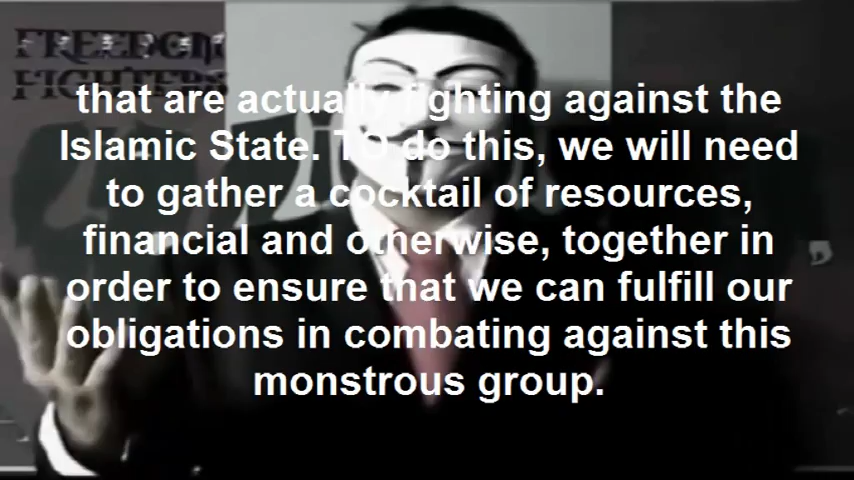 FREEDOM
FIGHTERS
that are actually fighting against the
Islamic State. TO do this, we will need
to gather a cocktail of resources,
financial and otherwise, together in
order to ensure that we can fulfill our
obligations in combating against this
monstrous group.